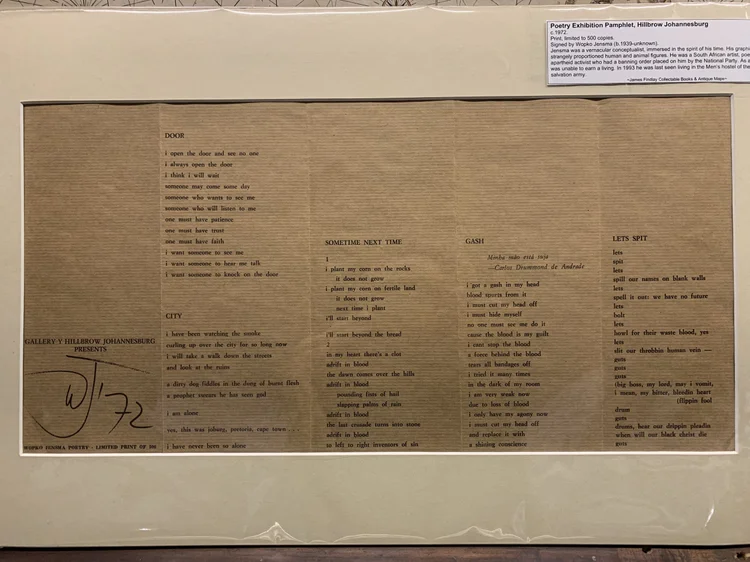 Poetry Exhibition Pamphlet, Hillbrow Johannesburg
c.1972.
Print, limited to 500 copies.
Signed by Wopko Jensma (b.1939-unknown)
Jensma was a vernacular conceptualist, immersed in the spirit of his time. His graph
strangely proportioned human and animal figures. He was a South African artist, poe
apartheid activist who had a banning order placed on him by the National Party. As a
was unable to earn a living. In 1993 he was last seen living in the Men's hostel of the
salvation army.
~James Findlay Collectable Books & Antique Maps~
GALLERY Y HILLBROW JOHANNESBURG
PRESENTS
WJ '72
WOPKO JENSMA POETRY - LIMITED PRINT OF
DOOR
i open the door and see no one
i always open the door
i think i will wait
someone may come some day
someone who wants to see me
someone who will listen to me
one must have patience
one must have trust
one must have faith
i want someone to see me
i want someone to hear me talk
i want someone to knock on the door
CITY
i have been watching the smoke
curling up over the city for so long now
i will take a walk down the streets
and look at the ruins
a dirty dog fiddles in the dung of burnt flesh
a prophet rants he has seen god
i am alone
yes, this was joburg, pretoria, cape town ....
i have never been so alone
SOMETIME NEXT TIME
1
i plant my corn on the rocks
it does not grow
i plant my corn on fertile land
it does not grow
next time i plant
i'll start beyond
i'll start beyond the bread
2
in my heart there's a clot
adrift in blood
the dawn comes over the hills
adrift in blood
pounding fists of hail
slapping palms of rain
adrift in blood
the last crusade turns into stone
adrift in blood
to left to right investors of sin
GASH
Minha mão está suja
—Carlos Drummond de Andrade
i got a gash in my head
blood spurts from it
i must cut my head off
i must hide myself
no one must see me do it
cause the blood is my guilt
i cant stop the blood
a force behind the blood
tears all bandages off
i tried it many times
in the dark of my room
i am very weak now
due to loss of blood
i only have my agony now
i must cut my head off
and replace it with
a shining conscience
LETS SPIT
lets
spit
lets
spill our names on blank walls
lets
spell it out: we have no future
lets
bolt
lets
howl for their waste blood, yes
lets
slit our throbbin human vein —
guts
guts
guts
(big boss, my lord, may i vomit,
i mean, my bitter, bleedin heart
(flippin fool
drum
guts
drums, hear our drippin pleadin
when will our black christ die
guts